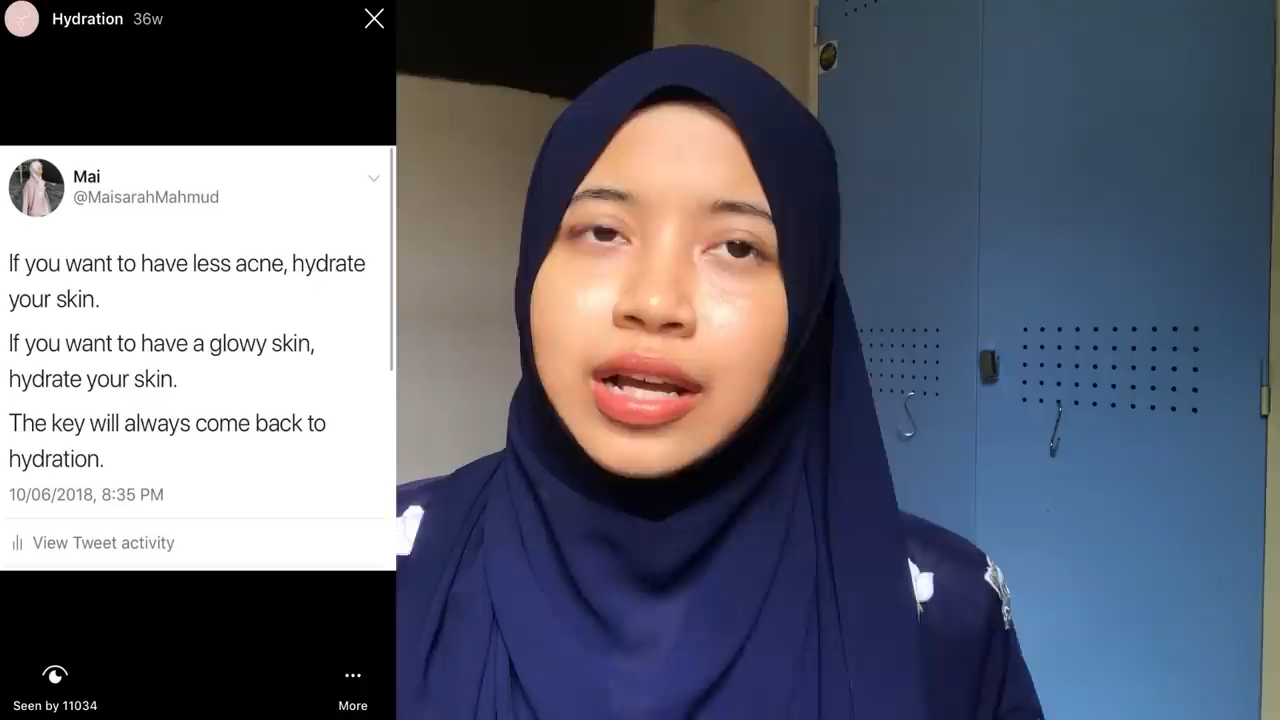 Hydration 36w
Mai
@MaisarahMahmud
If you want to have less acne, hydrate
your skin.
If you want to have a glowy skin,
hydrate your skin.
The key will always come back to
hydration.
10/06/2018, 8:35 PM
View Tweet activity
Seen by 11034
More